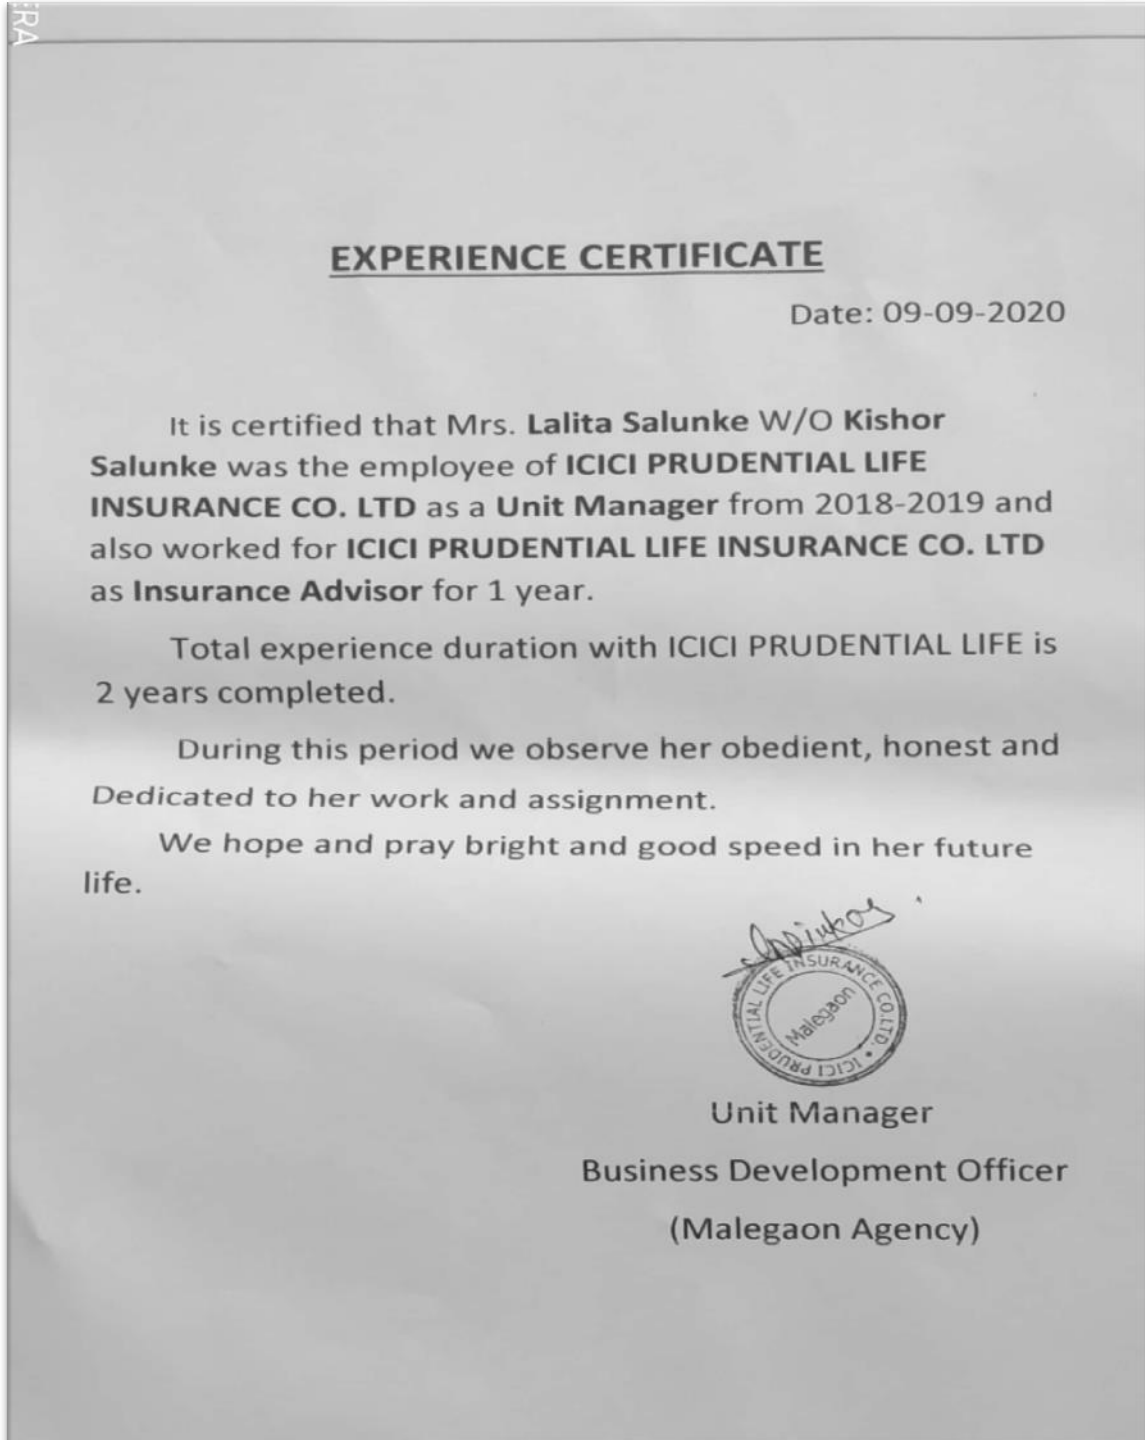 ERA
EXPERIENCE CERTIFICATE
Date: 09-09-2020
It is certified that Mrs. Lalita Salunke W/O Kishor
Salunke was the employee of ICICI PRUDENTIAL LIFE
INSURANCE CO. LTD as a Unit Manager from 2018-2019 and
also worked for ICICI PRUDENTIAL LIFE INSURANCE CO. LTD
as Insurance Advisor for 1 year.
Total experience duration with ICICI PRUDENTIAL LIFE is
2 years completed.
During this period we observe her obedient, honest and
Dedicated to her work and assignment.
We hope and pray bright and good speed in her future
life.
ICICI PRUDENTIAL LIFE INSURANCE CO.LTD. •
Malegaon
Unit Manager
Business Development Officer
(Malegaon Agency)